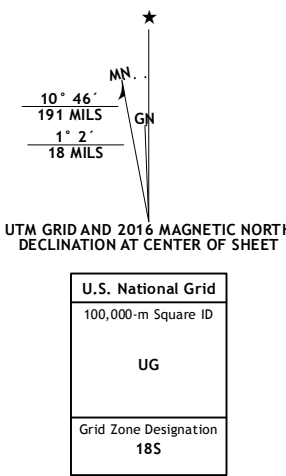 ★
MN
10° 46´
191 MILS
GN
1° 2´
18 MILS
UTM GRID AND 2016 MAGNETIC NORTH
DECLINATION AT CENTER OF SHEET
U.S. National Grid
100,000-m Square ID
UG
Grid Zone Designation
18S